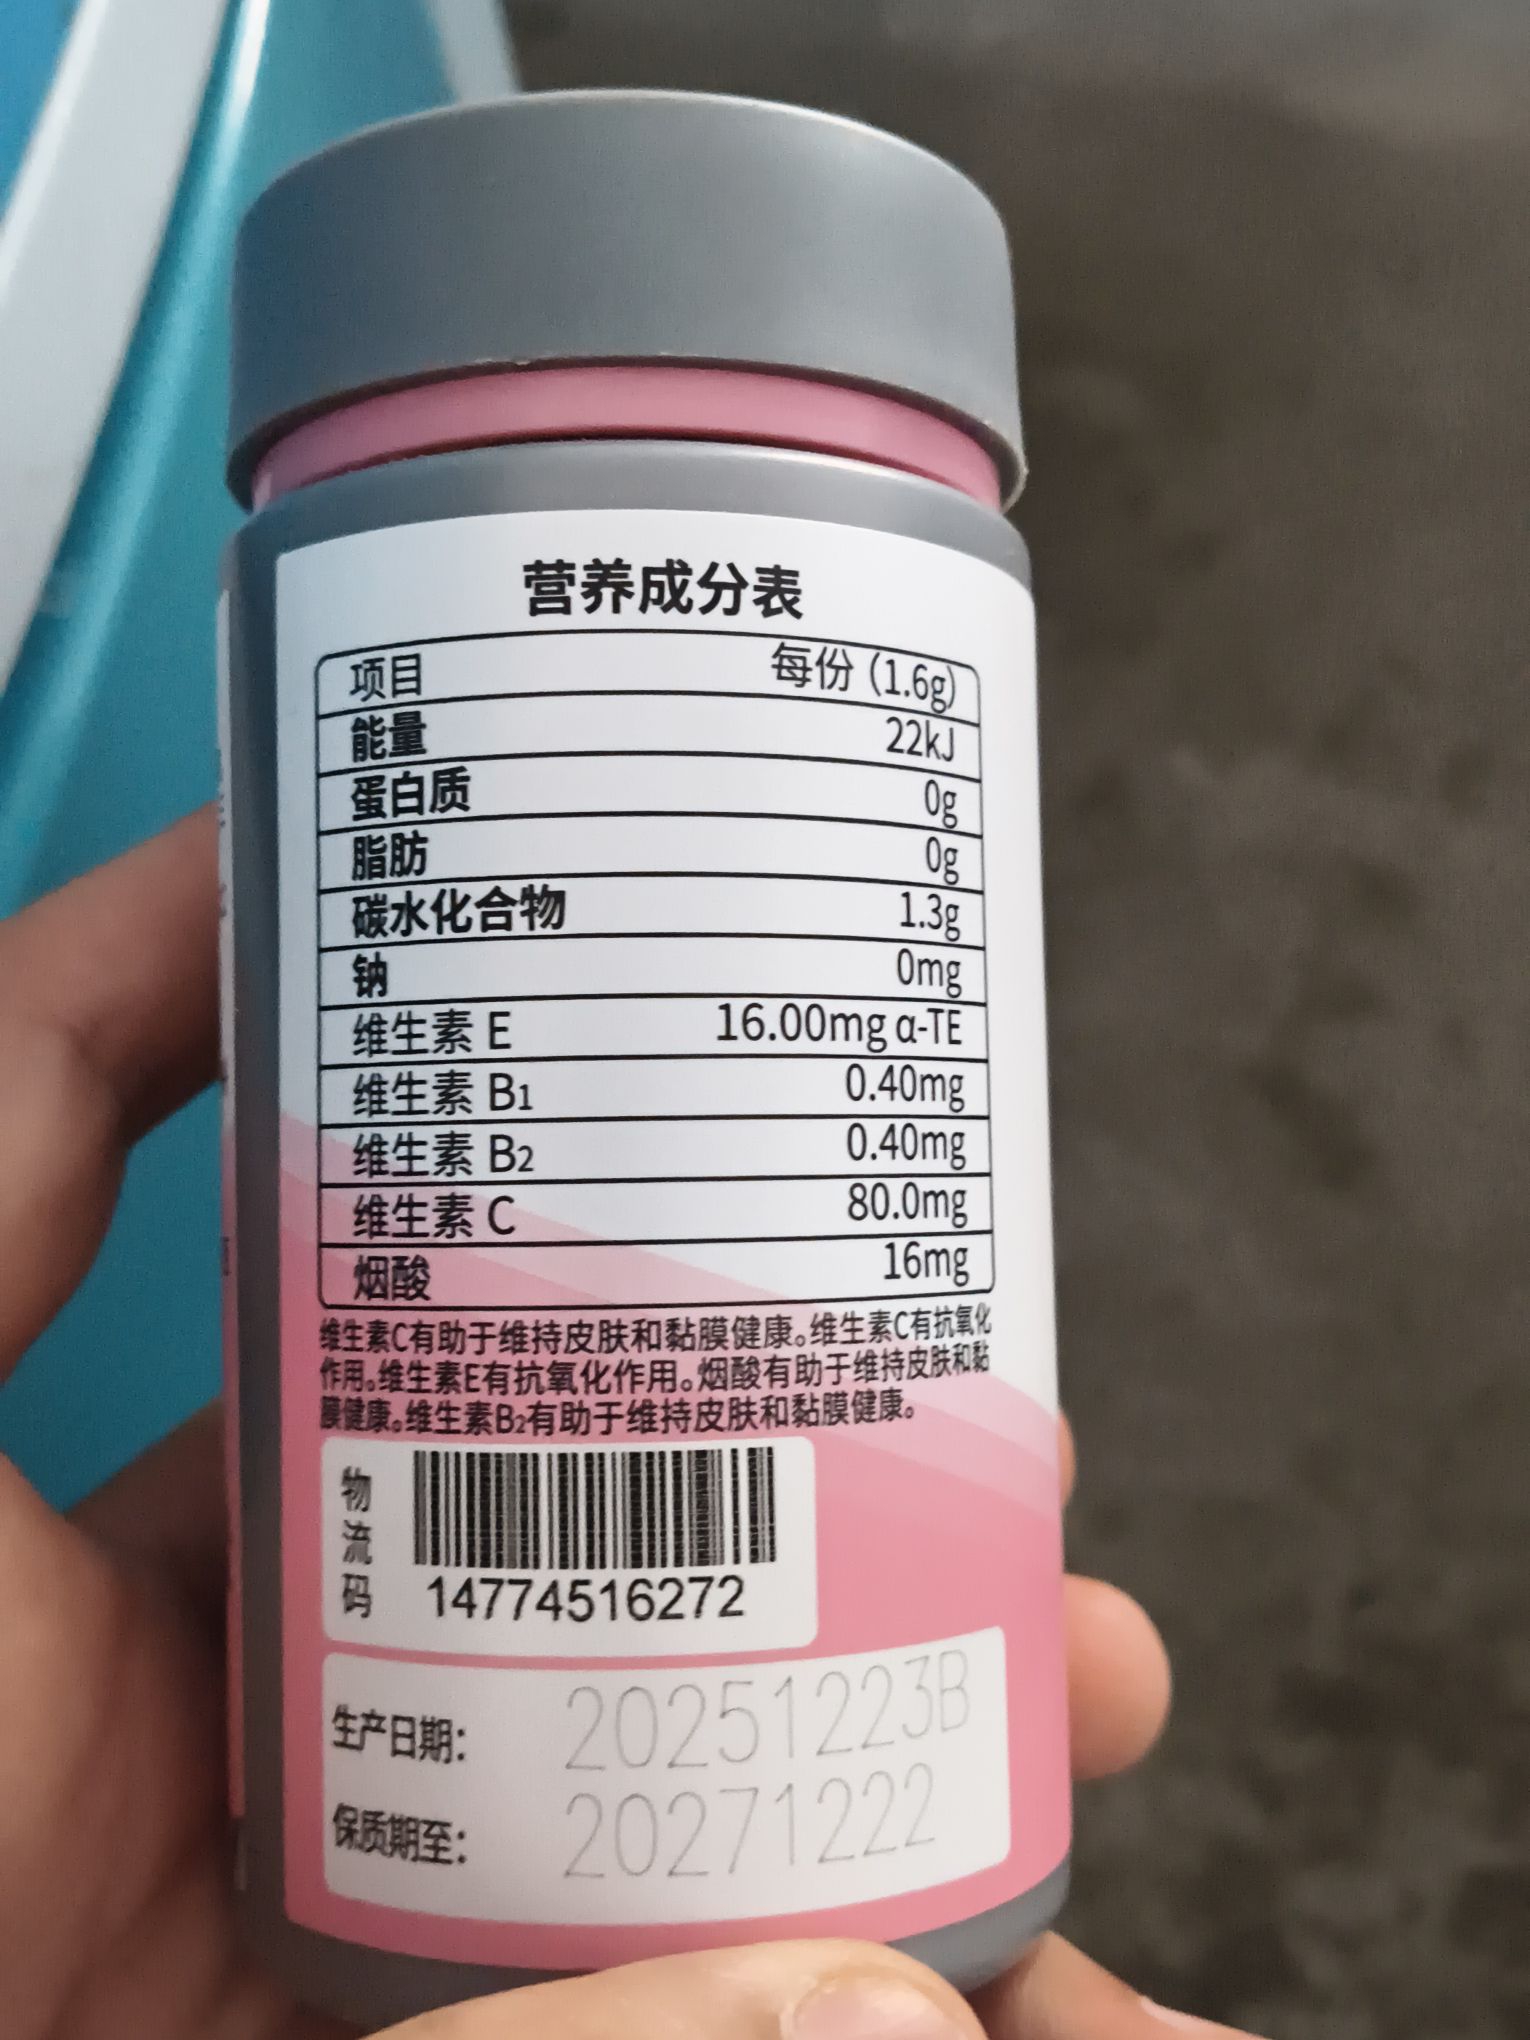 营养成分表
项目 每份 (1.6g)
能量 22kJ
蛋白质 0g
脂肪 0g
碳水化合物 1.3g
钠 0mg
维生素 E 16.00mg α-TE
维生素 B1 0.40mg
维生素 B2 0.40mg
维生素 C 80.0mg
烟酸 16mg
维生素C有助于维持皮肤和黏膜健康。维生素C有抗氧化
作用。维生素E有抗氧化作用。烟酸有助于维持皮肤和黏
膜健康。维生素B2有助于维持皮肤和黏膜健康。
物流码
14774516272
生产日期: 20251223B
保质期至: 20271222